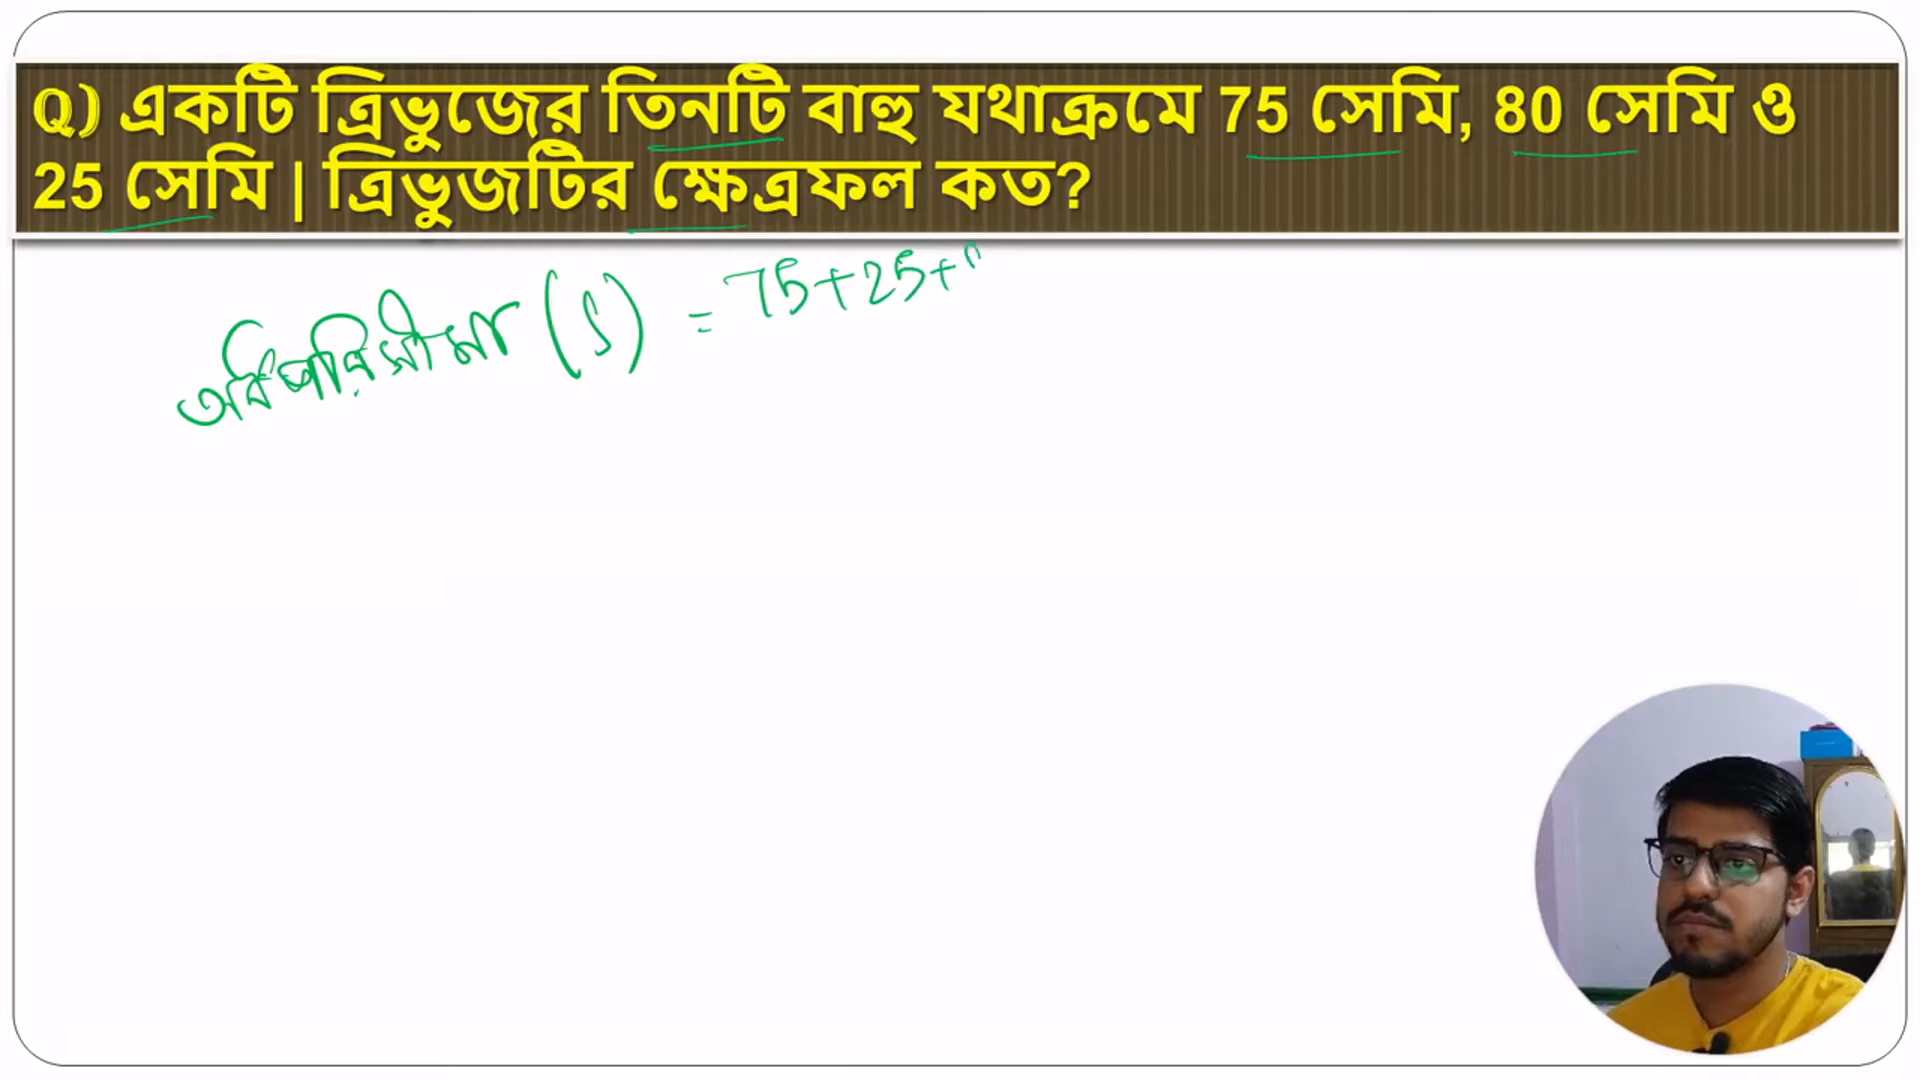 Q) একটি ত্রিভুজের তিনটি বাহু যথাক্রমে 75 সেমি, 80 সেমি ও
25 সেমি | ত্রিভুজটির ক্ষেত্রফল কত?
অর্ধপরিসীমা (S) = 75+25+